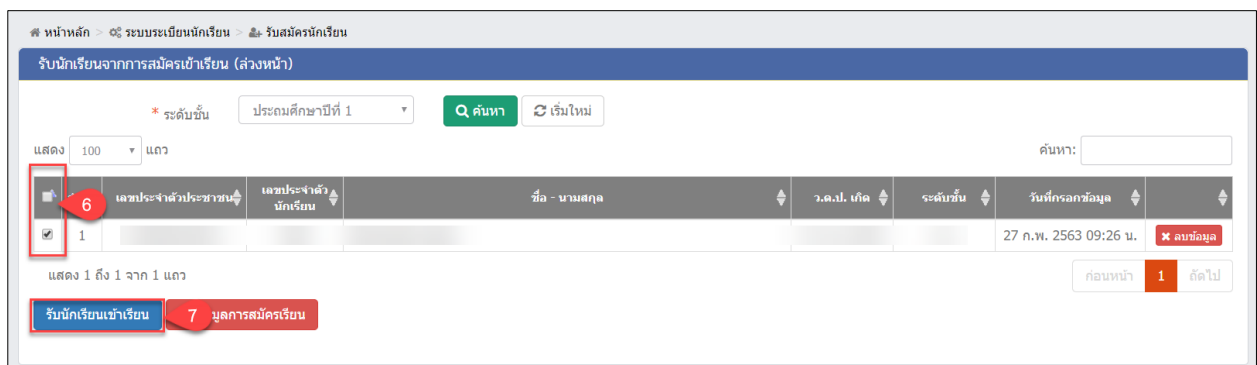 หน้าหลัก > ระบบระเบียนนักเรียน > รับสมัครนักเรียน
รับนักเรียนจากการสมัครเข้าเรียน (ล่วงหน้า)
* ระดับชั้น ประถมศึกษาปีที่ 1 ค้นหา เริ่มใหม่
แสดง 100 แถว ค้นหา:
6 เลขประจำตัวประชาชน เลขประจำตัว ชื่อ - นามสกุล ว.ด.ป. เกิด ระดับชั้น วันที่กรอกข้อมูล
นักเรียน
1 27 ก.พ. 2563 09:26 น. ลบข้อมูล
แสดง 1 ถึง 1 จาก 1 แถว ก่อนหน้า 1 ถัดไป
รับนักเรียนเข้าเรียน 7 มูลการสมัครเรียน